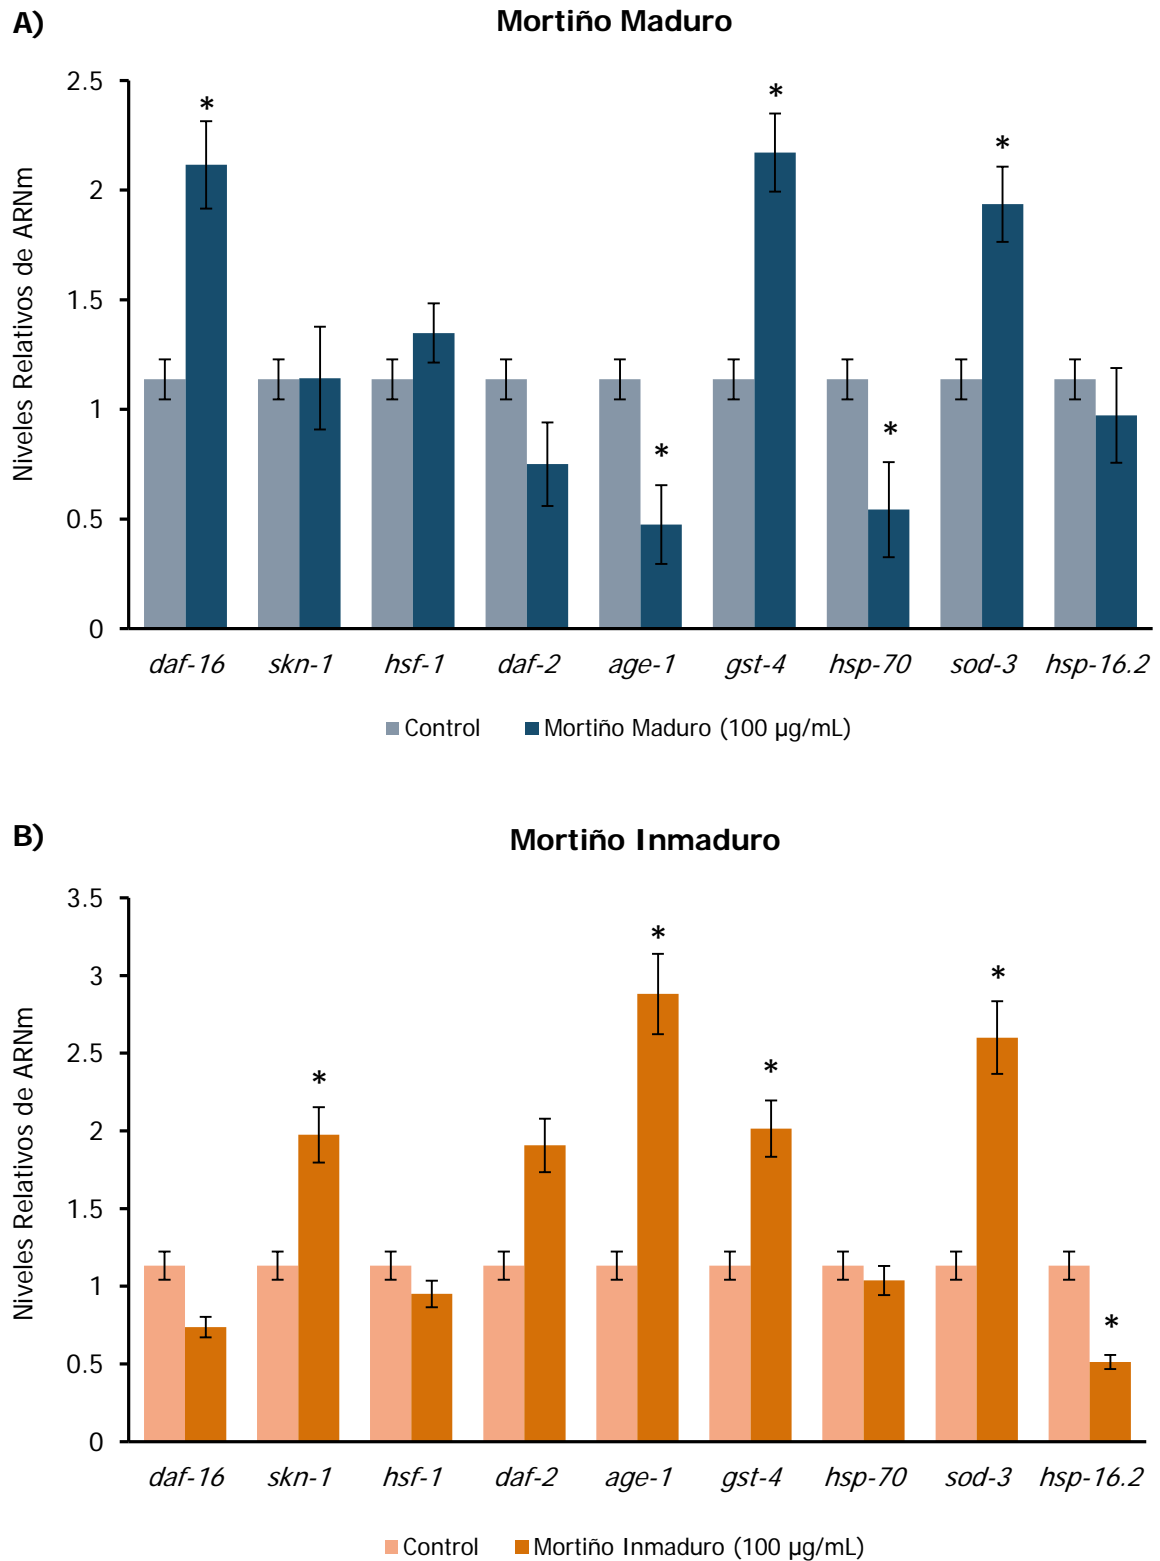 A)
Mortiño Maduro
Niveles Relativos de ARNm
2.5
2
1.5
1
0.5
0
* * * * *
daf-16 skn-1 hsf-1 daf-2 age-1 gst-4 hsp-70 sod-3 hsp-16.2
Control Mortiño Maduro (100 µg/mL)
B)
Mortiño Inmaduro
Niveles Relativos de ARNm
3.5
3
2.5
2
1.5
1
0.5
0
* * * * *
daf-16 skn-1 hsf-1 daf-2 age-1 gst-4 hsp-70 sod-3 hsp-16.2
Control Mortiño Inmaduro (100 µg/mL)